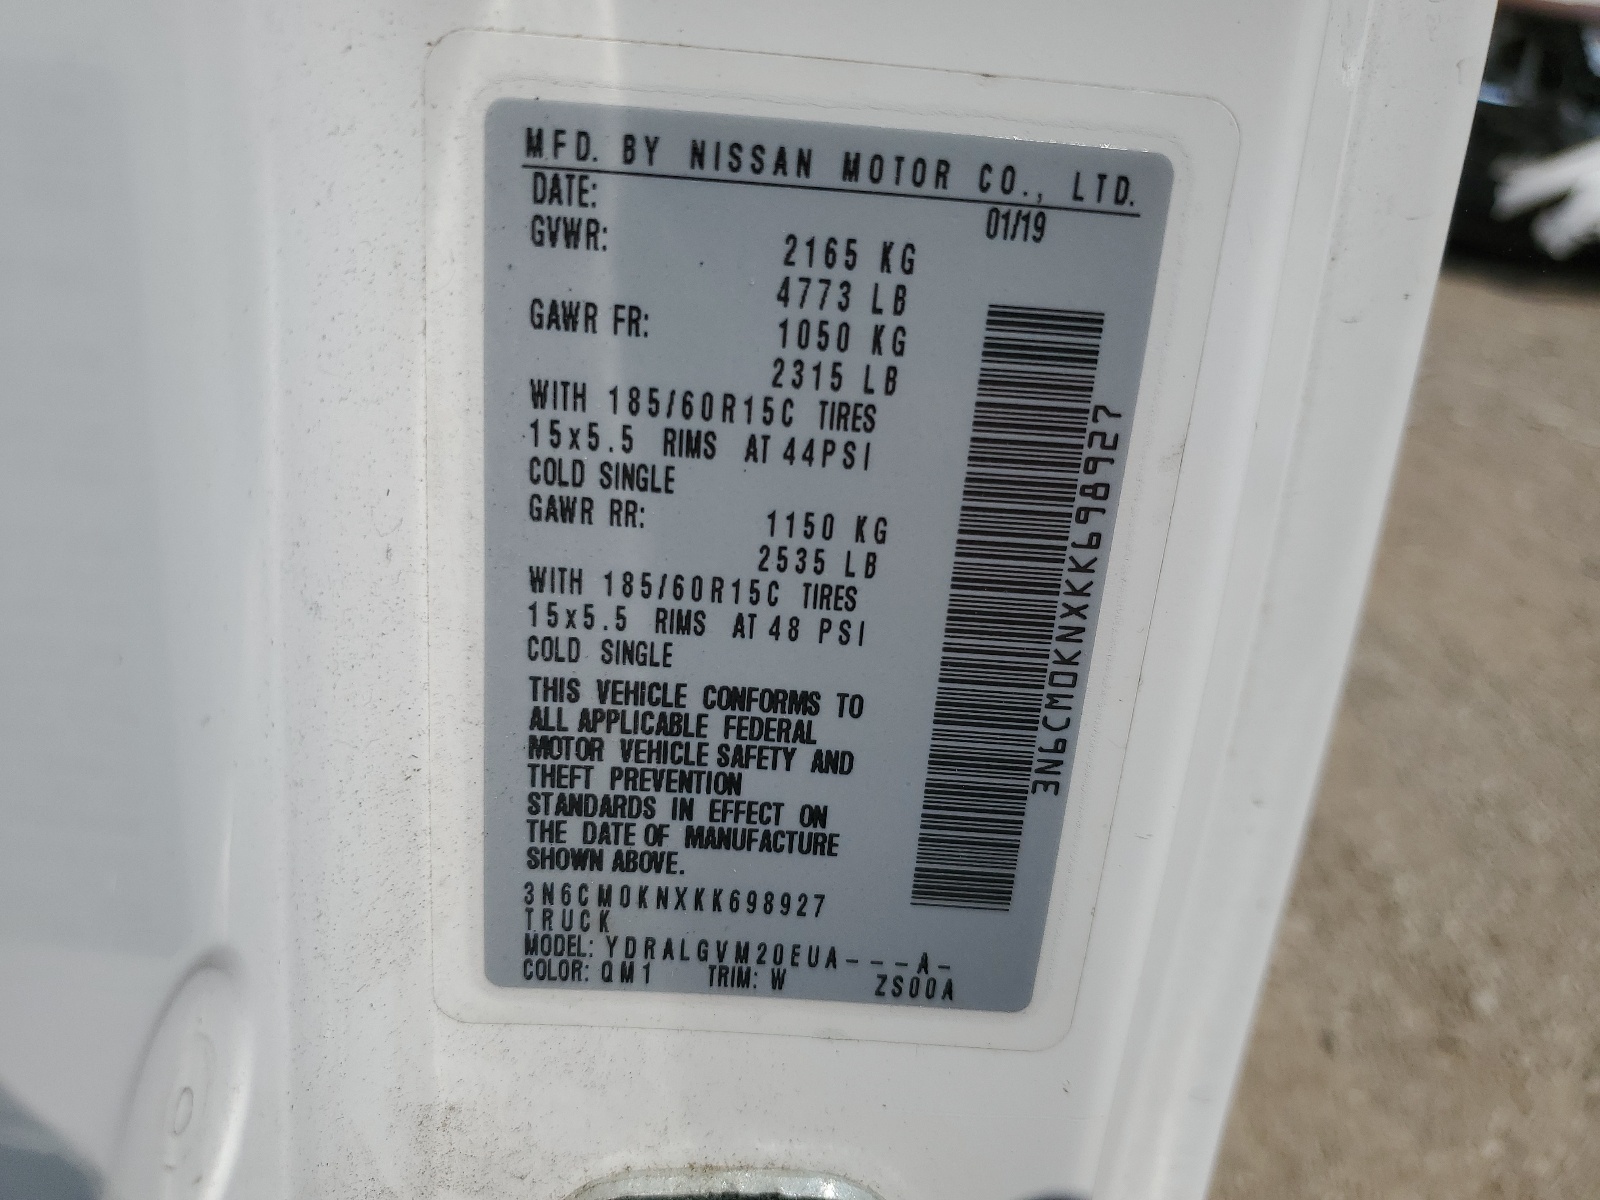 MFD. BY NISSAN MOTOR CO., LTD.
DATE: 01/19
GVWR: 2165 KG
4773 LB
GAWR FR: 1050 KG
2315 LB
WITH 185/60R15C TIRES
15x5.5 RIMS AT 44PSI
COLD SINGLE
GAWR RR: 1150 KG
2535 LB
WITH 185/60R15C TIRES
15x5.5 RIMS AT 48 PSI
COLD SINGLE
THIS VEHICLE CONFORMS TO
ALL APPLICABLE FEDERAL
MOTOR VEHICLE SAFETY AND
THEFT PREVENTION
STANDARDS IN EFFECT ON
THE DATE OF MANUFACTURE
SHOWN ABOVE.
3N6CM0KNXKK698927
TRUCK
MODEL: YDRALGVM20EUA---A-
COLOR: QM1 TRIM: W ZS00A
3N6CM0KNXKK698927